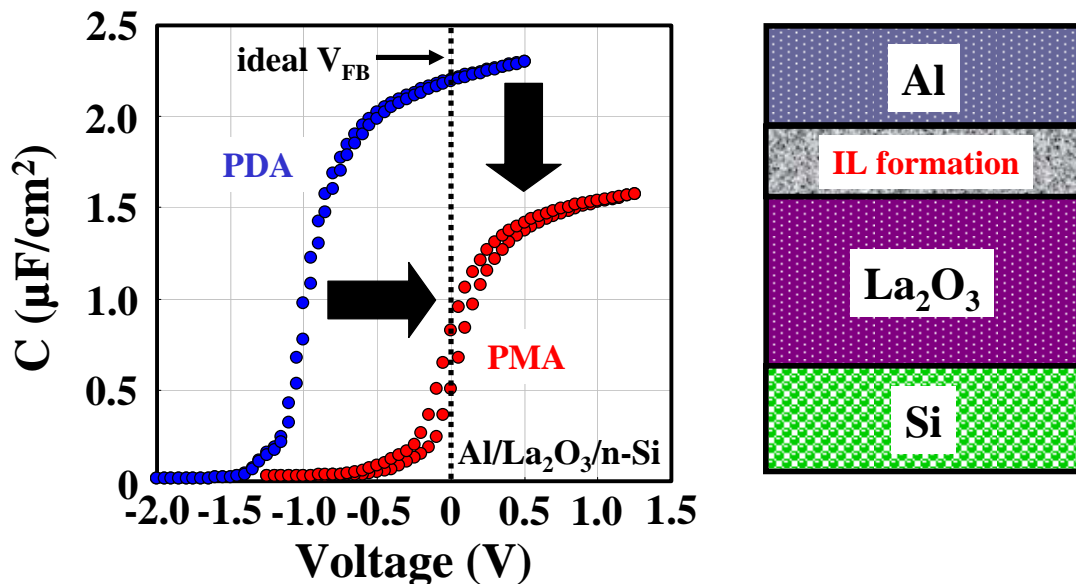 2.5
2.0
1.5
1.0
0.5
0
C (μF/cm²)
ideal V_FB
PDA
PMA
Al/La₂O₃/n-Si
-2.0 -1.5 -1.0 -0.5 0 0.5 1.0 1.5
Voltage (V)
Al
IL formation
La₂O₃
Si